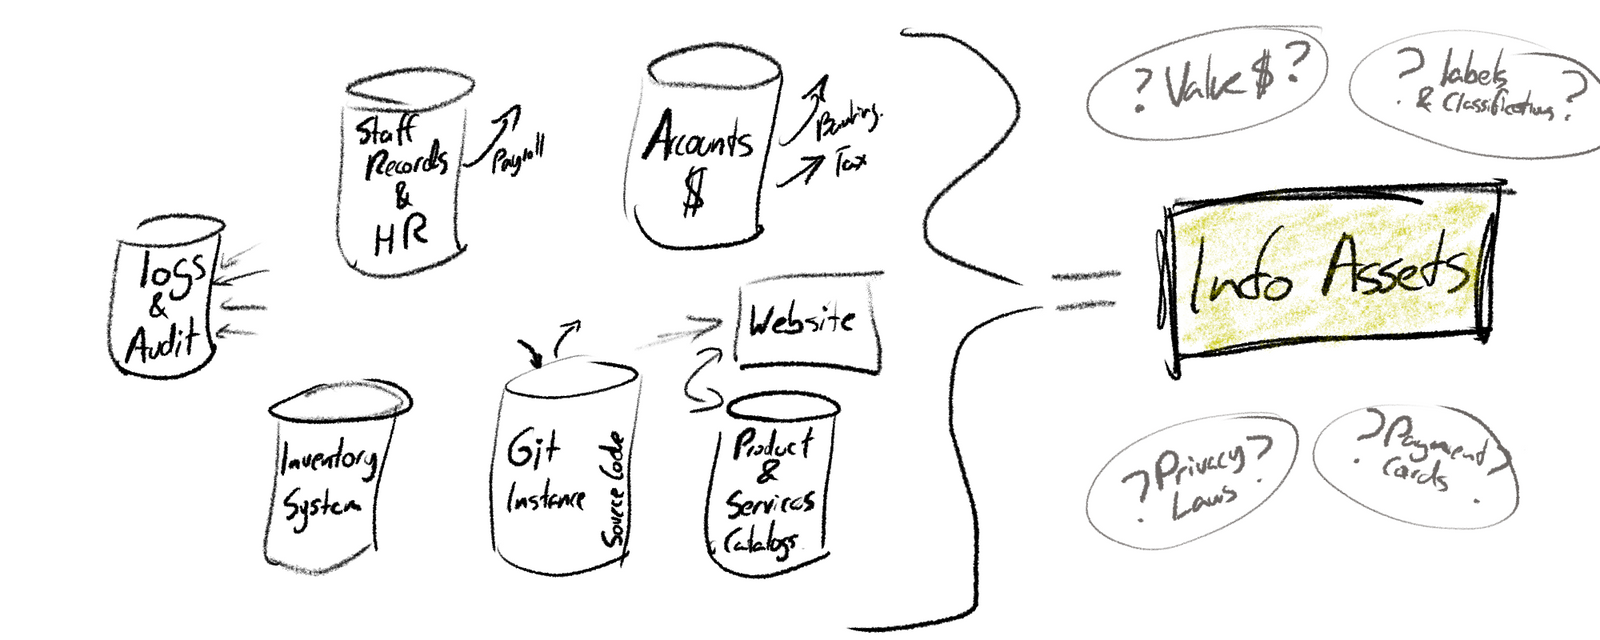 Staff
Records
&
HR
Payroll
Accounts
$
Banking.
Tax
Logs
&
Audit
Website
Inventory
System
Git
Instance
Source Code
Product
&
Services
Catalogs
=
? Value $ ?
? Labels
& Classification ?
Info Assets
? Privacy ?
Laws
? Payment ?
Cards